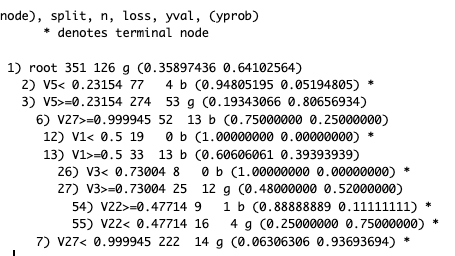 node), split, n, loss, yval, (yprob)
* denotes terminal node
1) root 351 126 g (0.35897436 0.64102564)
2) V5< 0.23154 77 4 b (0.94805195 0.05194805) *
3) V5>=0.23154 274 53 g (0.19343066 0.80656934)
6) V27>=0.999945 52 13 b (0.75000000 0.25000000)
12) V1< 0.5 19 0 b (1.00000000 0.00000000) *
13) V1>=0.5 33 13 b (0.60606061 0.39393939)
26) V3< 0.73004 8 0 b (1.00000000 0.00000000) *
27) V3>=0.73004 25 12 g (0.48000000 0.52000000)
54) V22>=0.47714 9 1 b (0.88888889 0.11111111) *
55) V22< 0.47714 16 4 g (0.25000000 0.75000000) *
7) V27< 0.999945 222 14 g (0.06306306 0.93693694) *